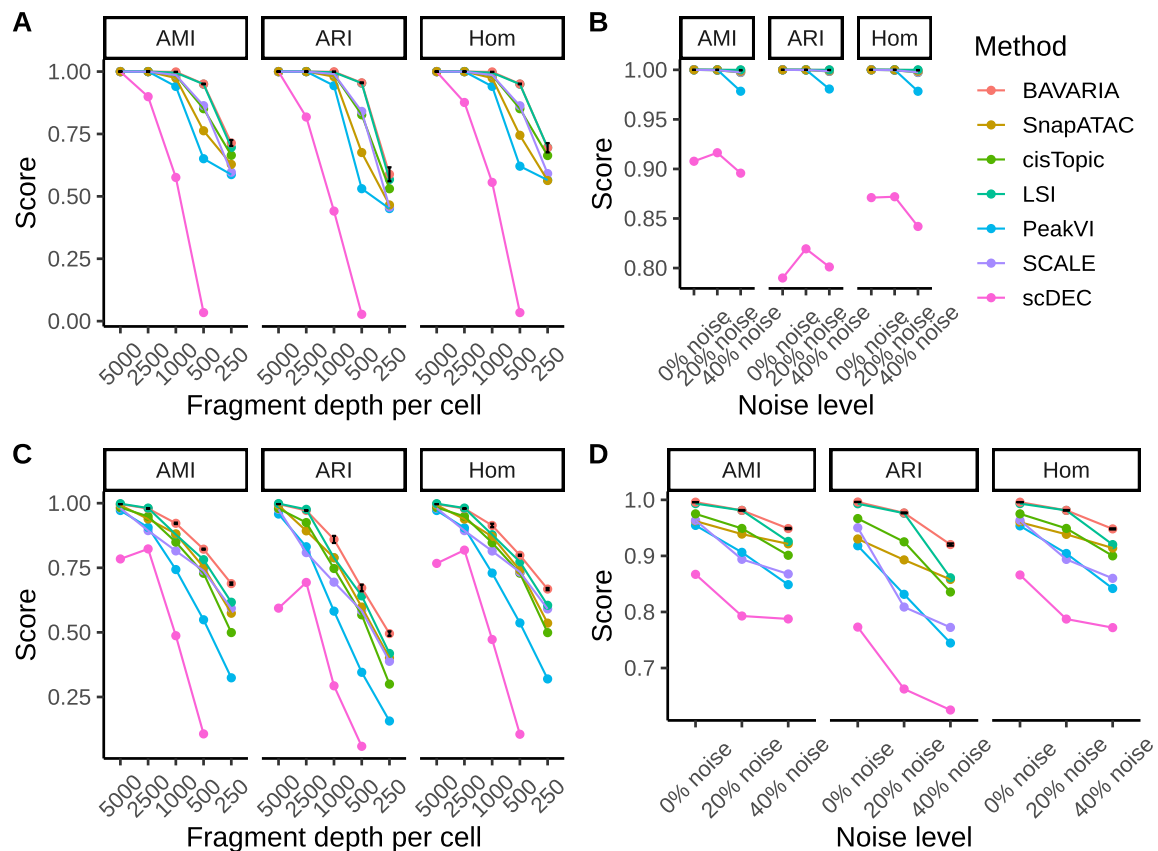 A
AMI
ARI
Hom
Score
1.00
0.75
0.50
0.25
0.00
5000
2500
1000
500
250
5000
2500
1000
500
250
5000
2500
1000
500
250
Fragment depth per cell
B
AMI
ARI
Hom
Score
1.00
0.95
0.90
0.85
0.80
0% noise
20% noise
40% noise
0% noise
20% noise
40% noise
0% noise
20% noise
40% noise
Noise level
Method
BAVARIA
SnapATAC
cisTopic
LSI
PeakVI
SCALE
scDEC
C
AMI
ARI
Hom
Score
1.00
0.75
0.50
0.25
5000
2500
1000
500
250
5000
2500
1000
500
250
5000
2500
1000
500
250
Fragment depth per cell
D
AMI
ARI
Hom
Score
1.0
0.9
0.8
0.7
0% noise
20% noise
40% noise
0% noise
20% noise
40% noise
0% noise
20% noise
40% noise
Noise level